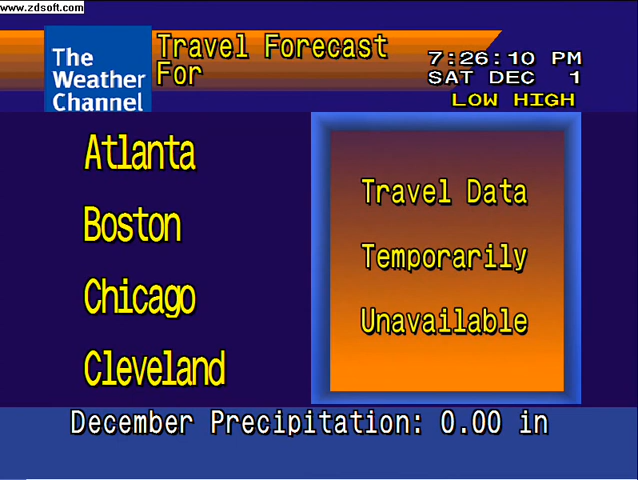 www.zdsoft.com
The
Weather
Channel
Travel Forecast
For
7:26:10 PM
SAT DEC 1
LOW HIGH
Atlanta
Boston
Chicago
Cleveland
Travel Data
Temporarily
Unavailable
December Precipitation: 0.00 in